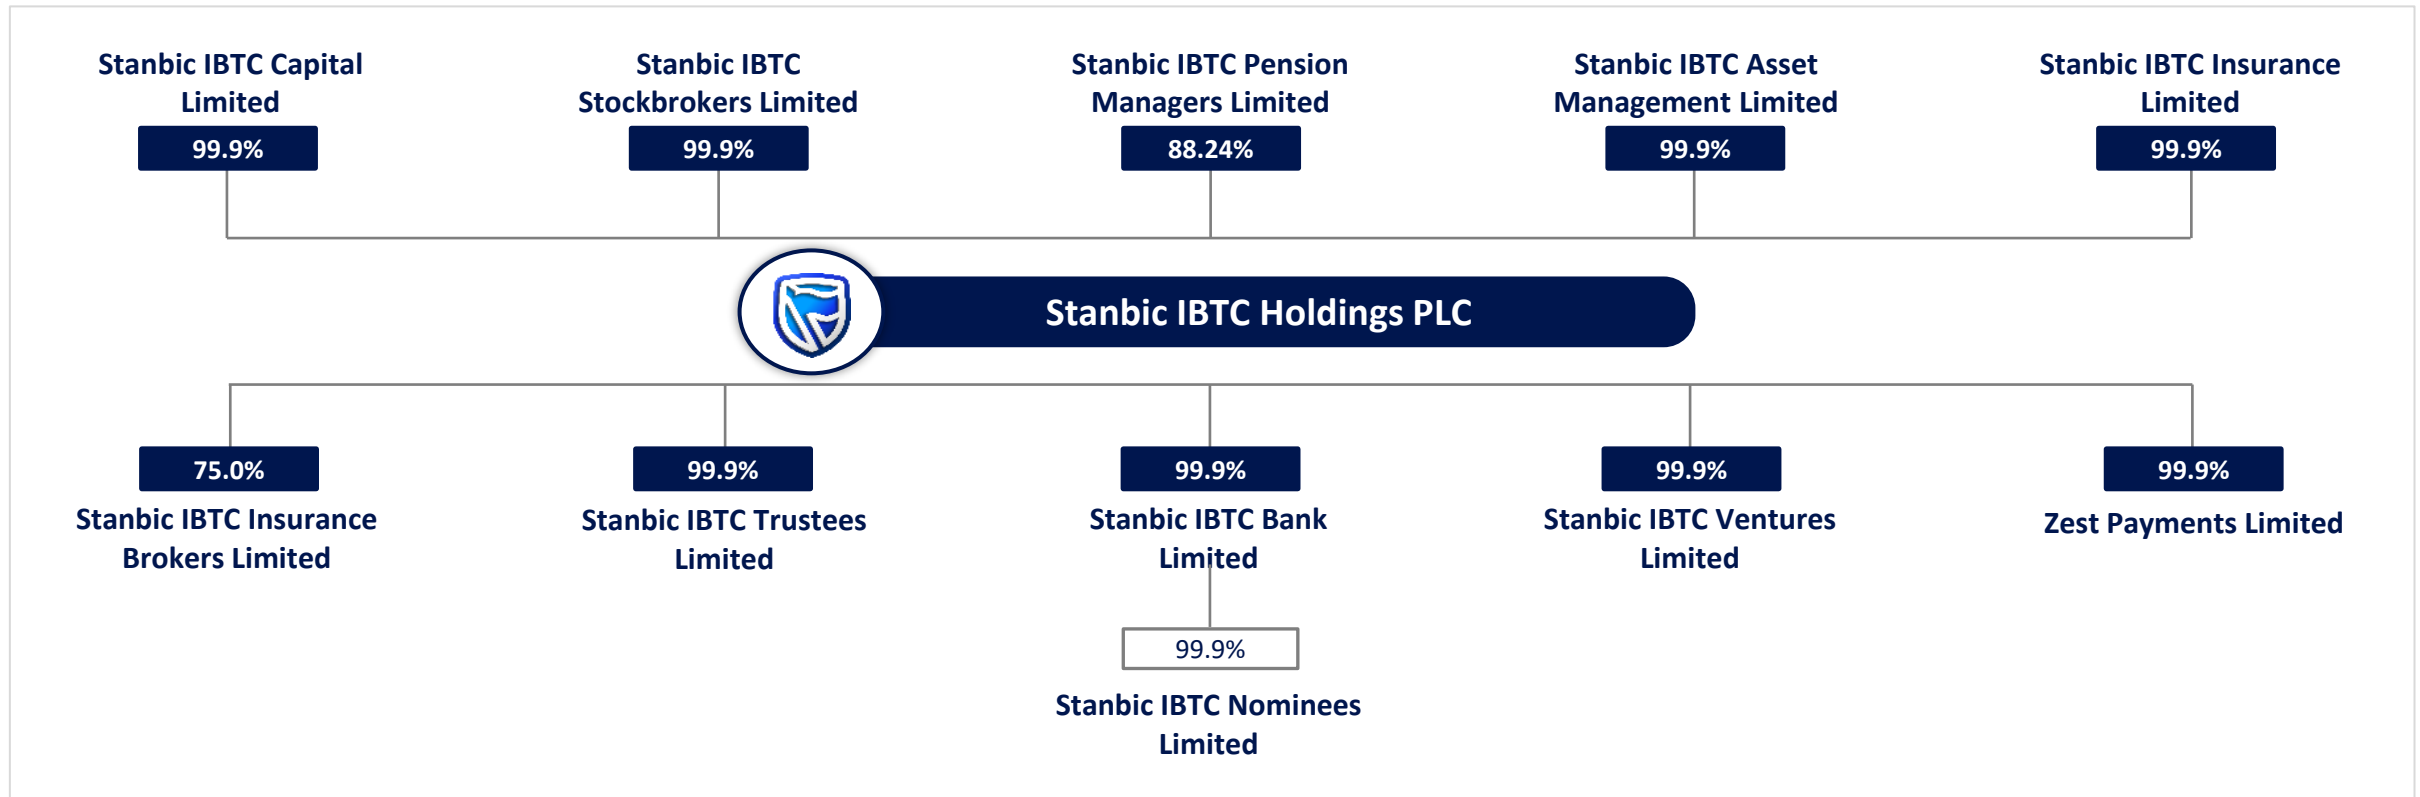 Stanbic IBTC Capital
Limited
99.9%
Stanbic IBTC
Stockbrokers Limited
99.9%
Stanbic IBTC Pension
Managers Limited
88.24%
Stanbic IBTC Asset
Management Limited
99.9%
Stanbic IBTC Insurance
Limited
99.9%
Stanbic IBTC Holdings PLC
75.0%
Stanbic IBTC Insurance
Brokers Limited
99.9%
Stanbic IBTC Trustees
Limited
99.9%
Stanbic IBTC Bank
Limited
99.9%
Stanbic IBTC Nominees
Limited
99.9%
Stanbic IBTC Ventures
Limited
99.9%
Zest Payments Limited